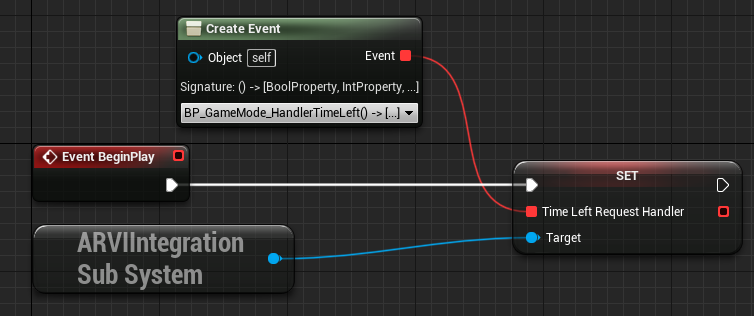 Create Event
Object self Event
Signature: () -> [BoolProperty, IntProperty, ...]
BP_GameMode_HandlerTimeLeft() -> [...]
Event BeginPlay
SET
Time Left Request Handler
Target
ARVIIntegration
Sub System